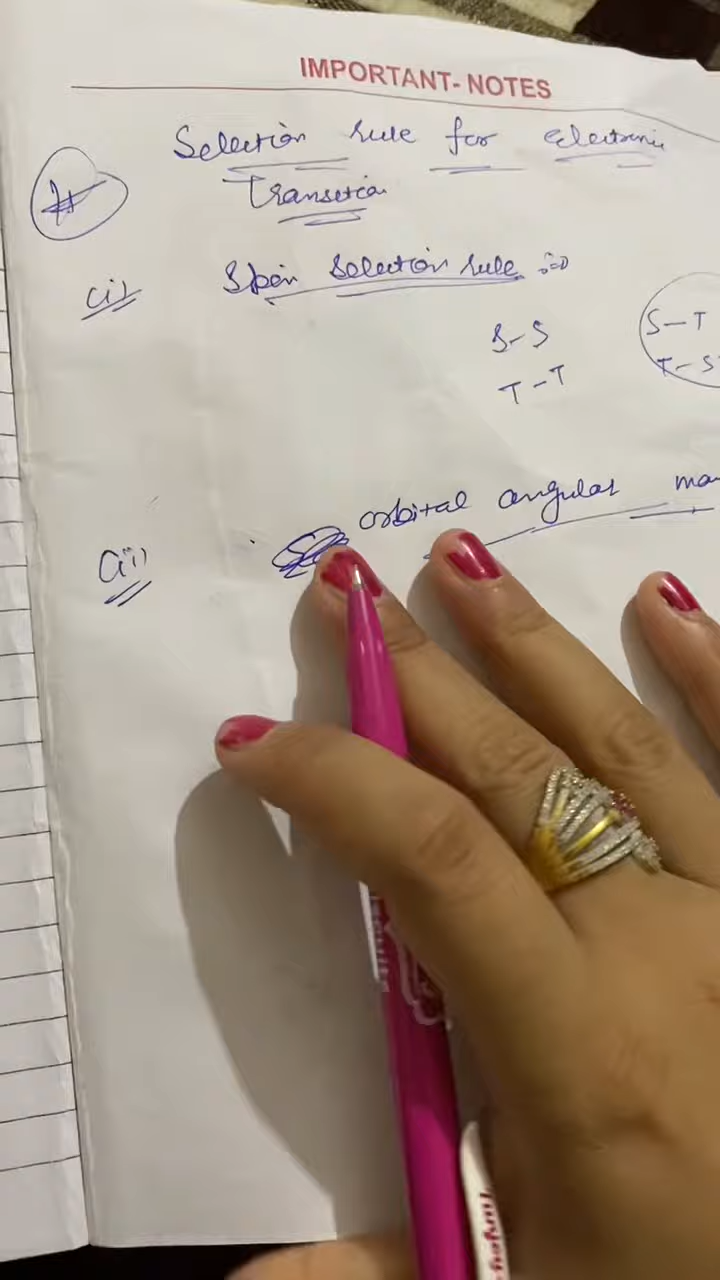 IMPORTANT- NOTES
Selection rule for electronic
Transition
(i) Spin selection rule :=>
S-S
S-T
T-T
T-S
(ii) orbital angular